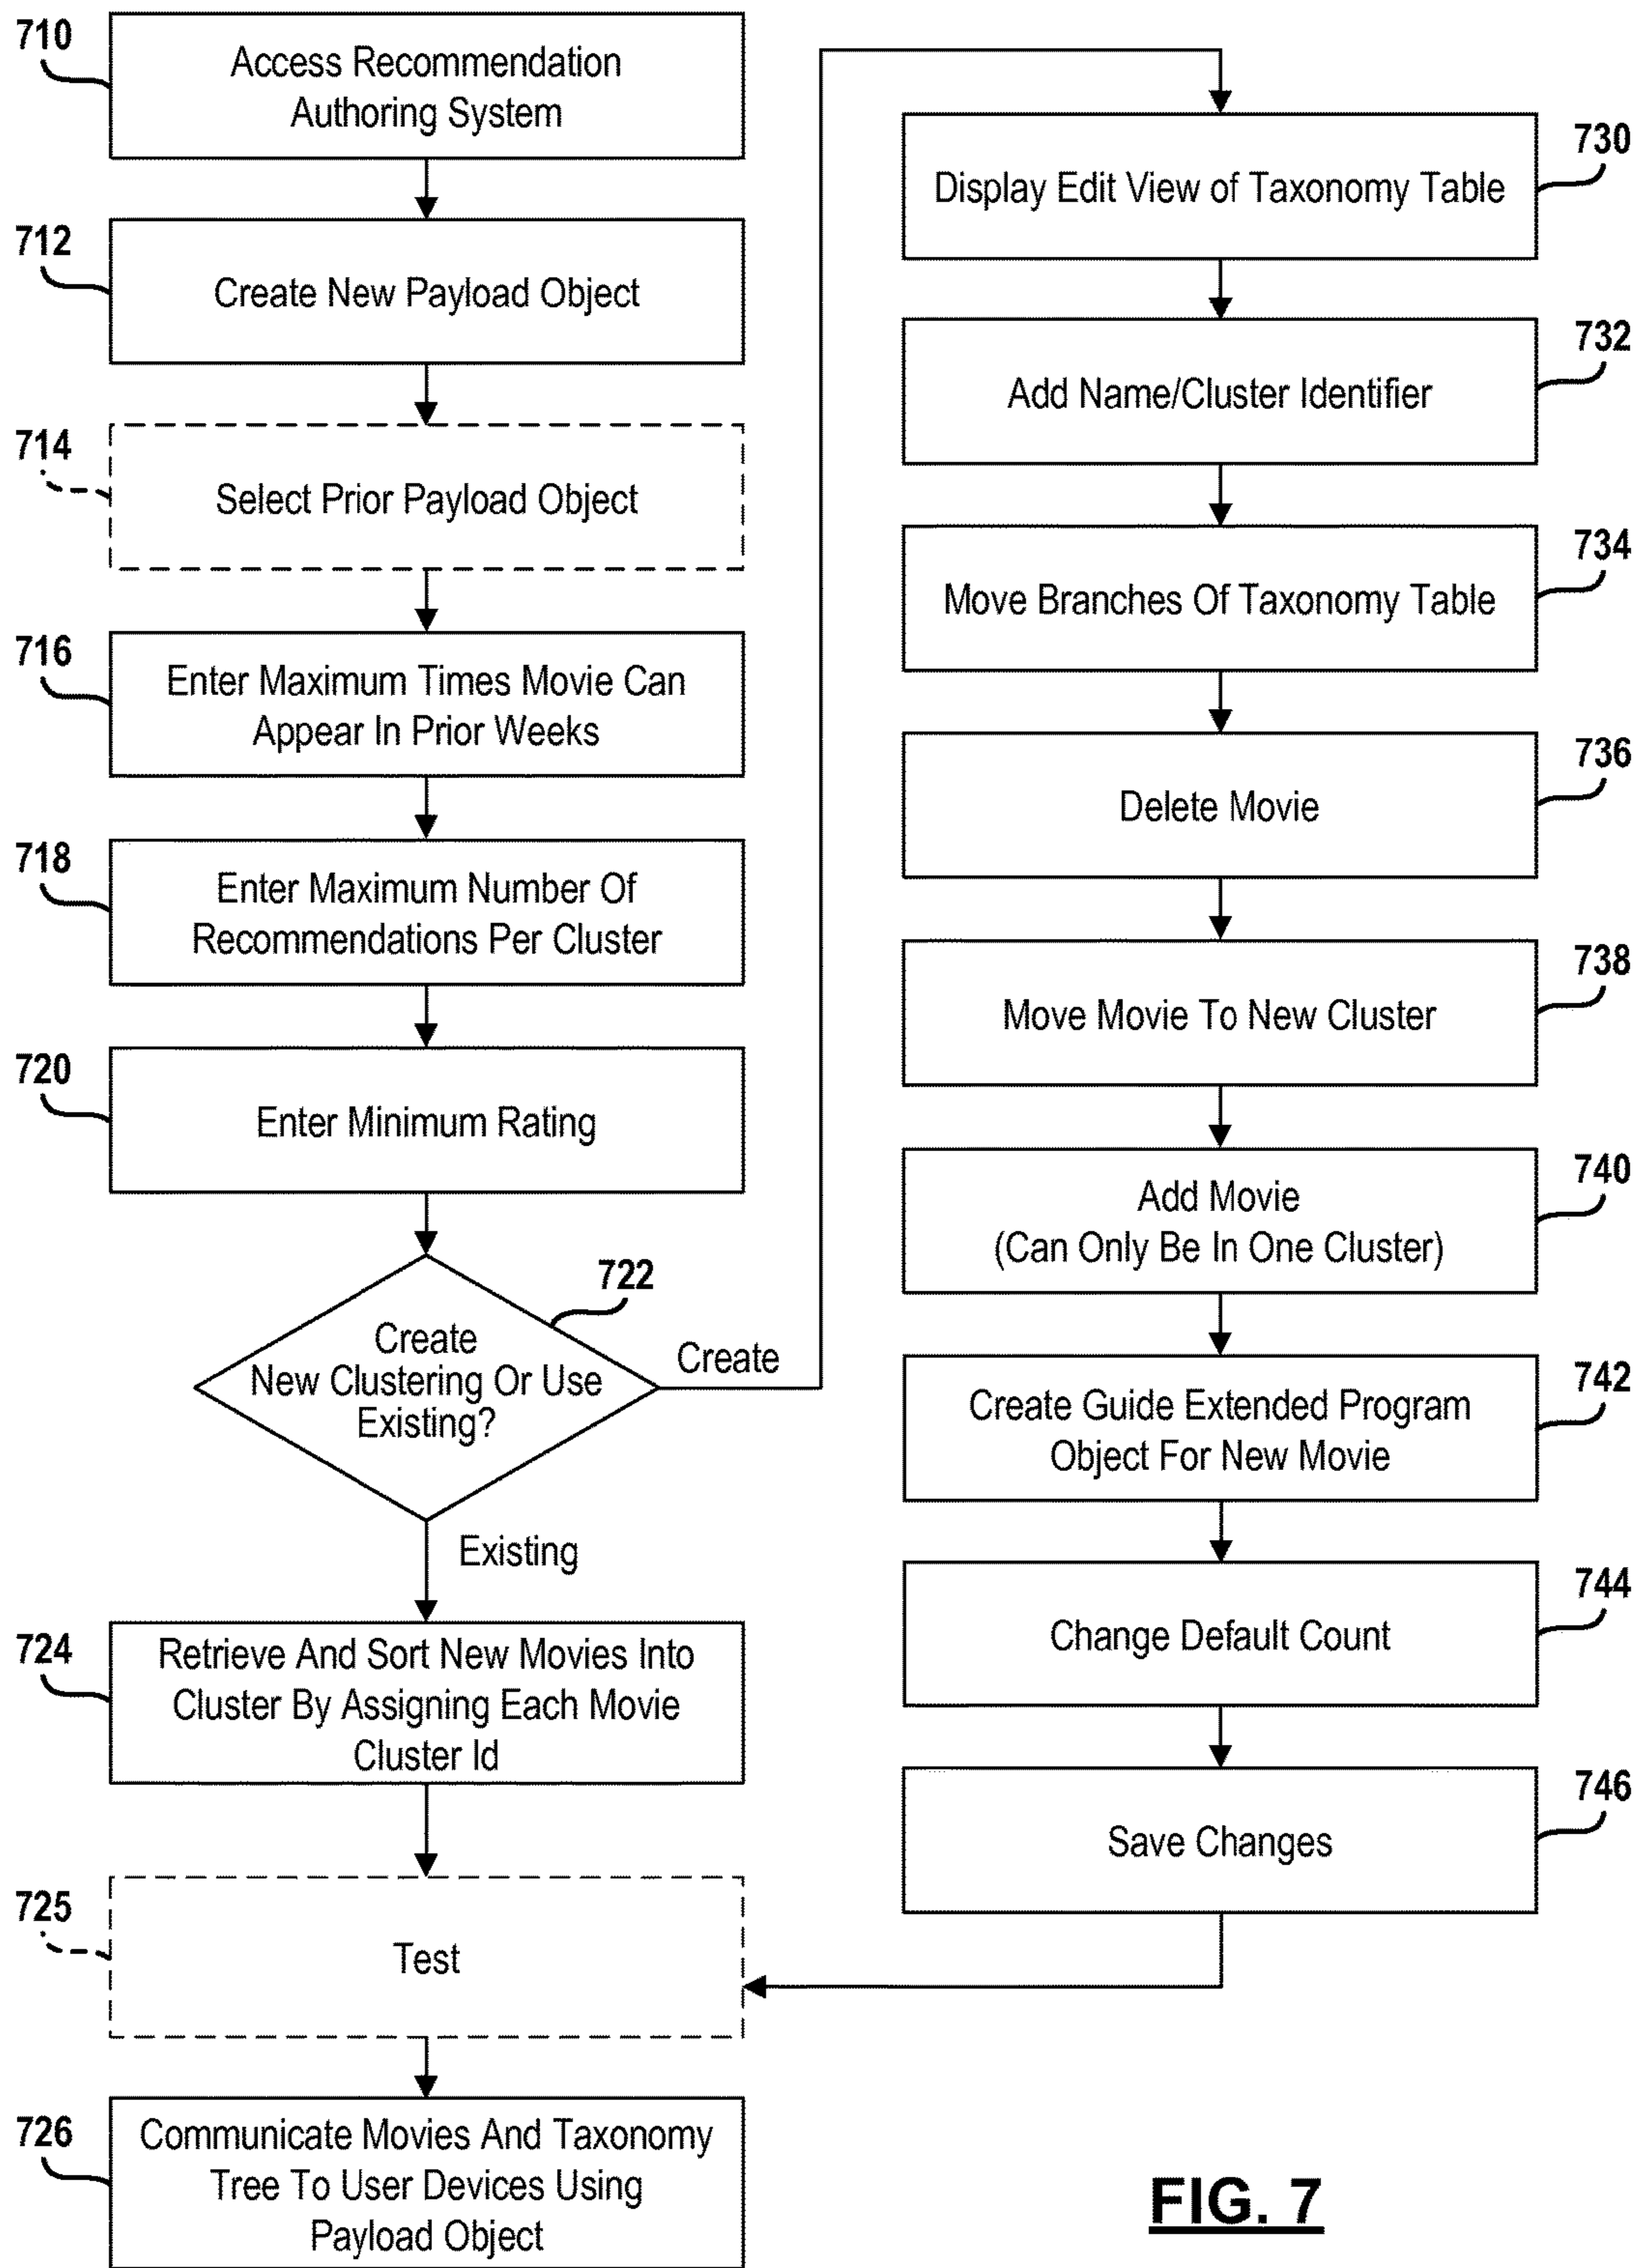 710
Access Recommendation
Authoring System
712
Create New Payload Object
714
Select Prior Payload Object
716
Enter Maximum Times Movie Can
Appear In Prior Weeks
718
Enter Maximum Number Of
Recommendations Per Cluster
720
Enter Minimum Rating
722
Create
New Clustering Or Use
Existing?
Create
Existing
724
Retrieve And Sort New Movies Into
Cluster By Assigning Each Movie
Cluster Id
725
Test
726
Communicate Movies And Taxonomy
Tree To User Devices Using
Payload Object
730
Display Edit View of Taxonomy Table
732
Add Name/Cluster Identifier
734
Move Branches Of Taxonomy Table
736
Delete Movie
738
Move Movie To New Cluster
740
Add Movie
(Can Only Be In One Cluster)
742
Create Guide Extended Program
Object For New Movie
744
Change Default Count
746
Save Changes
FIG. 7